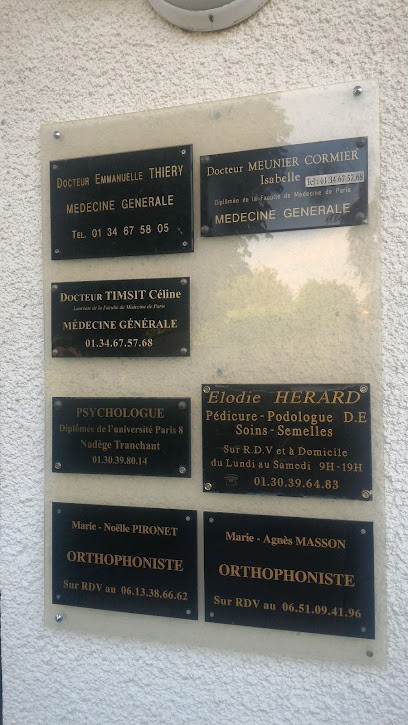 DOCTEUR EMMANUELLE THIERY
MEDECINE GENERALE
TEL. 01 34 67 58 05
Docteur MEUNIER CORMIER
Isabelle Tel : 01.34.67.57.68
Diplômée de la Faculté de Médecine de Paris
MEDECINE GENERALE
DOCTEUR TIMSIT Céline
Lauréate de la Faculté de Médecine de Paris
MÉDECINE GÉNÉRALE
01.34.67.57.68
PSYCHOLOGUE
Diplômée de l'université Paris 8
Nadège Tranchant
01.30.39.80.14
Elodie HERARD
Pédicure-Podologue D.E
Soins-Semelles
Sur R.D.V et à Domicile
du Lundi au Samedi 9H-19H
☎ 01.30.39.64.83
Marie - Noëlle PIRONET
ORTHOPHONISTE
Sur RDV au 06.13.38.66.62
Marie - Agnès MASSON
ORTHOPHONISTE
Sur RDV au 06.51.09.41.96